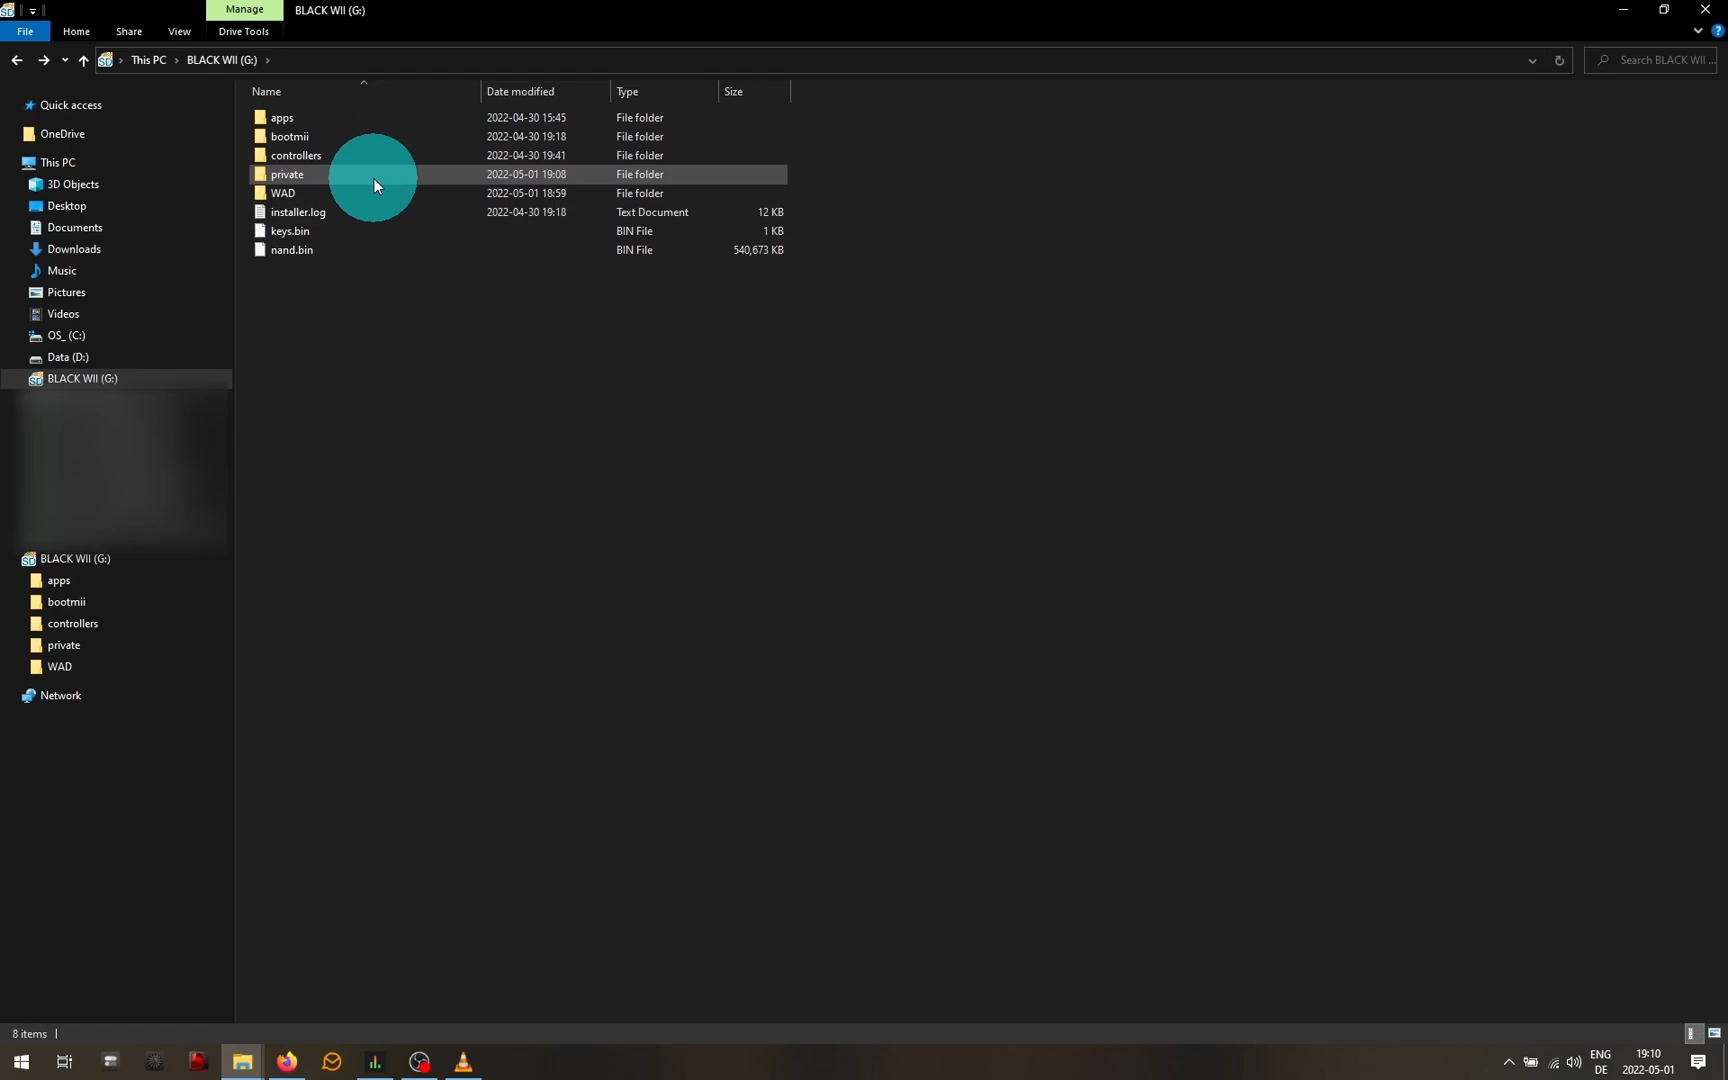 Manage
BLACK WII (G:)
File
Home
Share
View
Drive Tools
This PC
BLACK WII (G:)
Search BLACK WII ...
Name
Date modified
Type
Size
apps
2022-04-30 15:45
File folder
bootmii
2022-04-30 19:18
File folder
controllers
2022-04-30 19:41
File folder
private
2022-05-01 19:08
File folder
WAD
2022-05-01 18:59
File folder
installer.log
2022-04-30 19:18
Text Document
12 KB
keys.bin
BIN File
1 KB
nand.bin
BIN File
540,673 KB
Quick access
OneDrive
This PC
3D Objects
Desktop
Documents
Downloads
Music
Pictures
Videos
OS_ (C:)
Data (D:)
BLACK WII (G:)
BLACK WII (G:)
apps
bootmii
controllers
private
WAD
Network
8 items
ENG
DE
19:10
2022-05-01